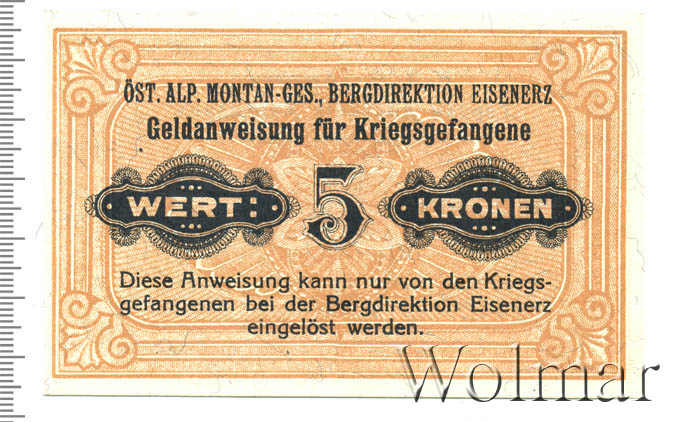 ÖST. ALP. MONTAN-GES., BERGDIREKTION EISENERZ
Geldanweisung für Kriegsgefangene
WERT: 5 KRONEN
Diese Anweisung kann nur von den Kriegs-
gefangenen bei der Bergdirektion Eisenerz
eingelöst werden.
Wolmar